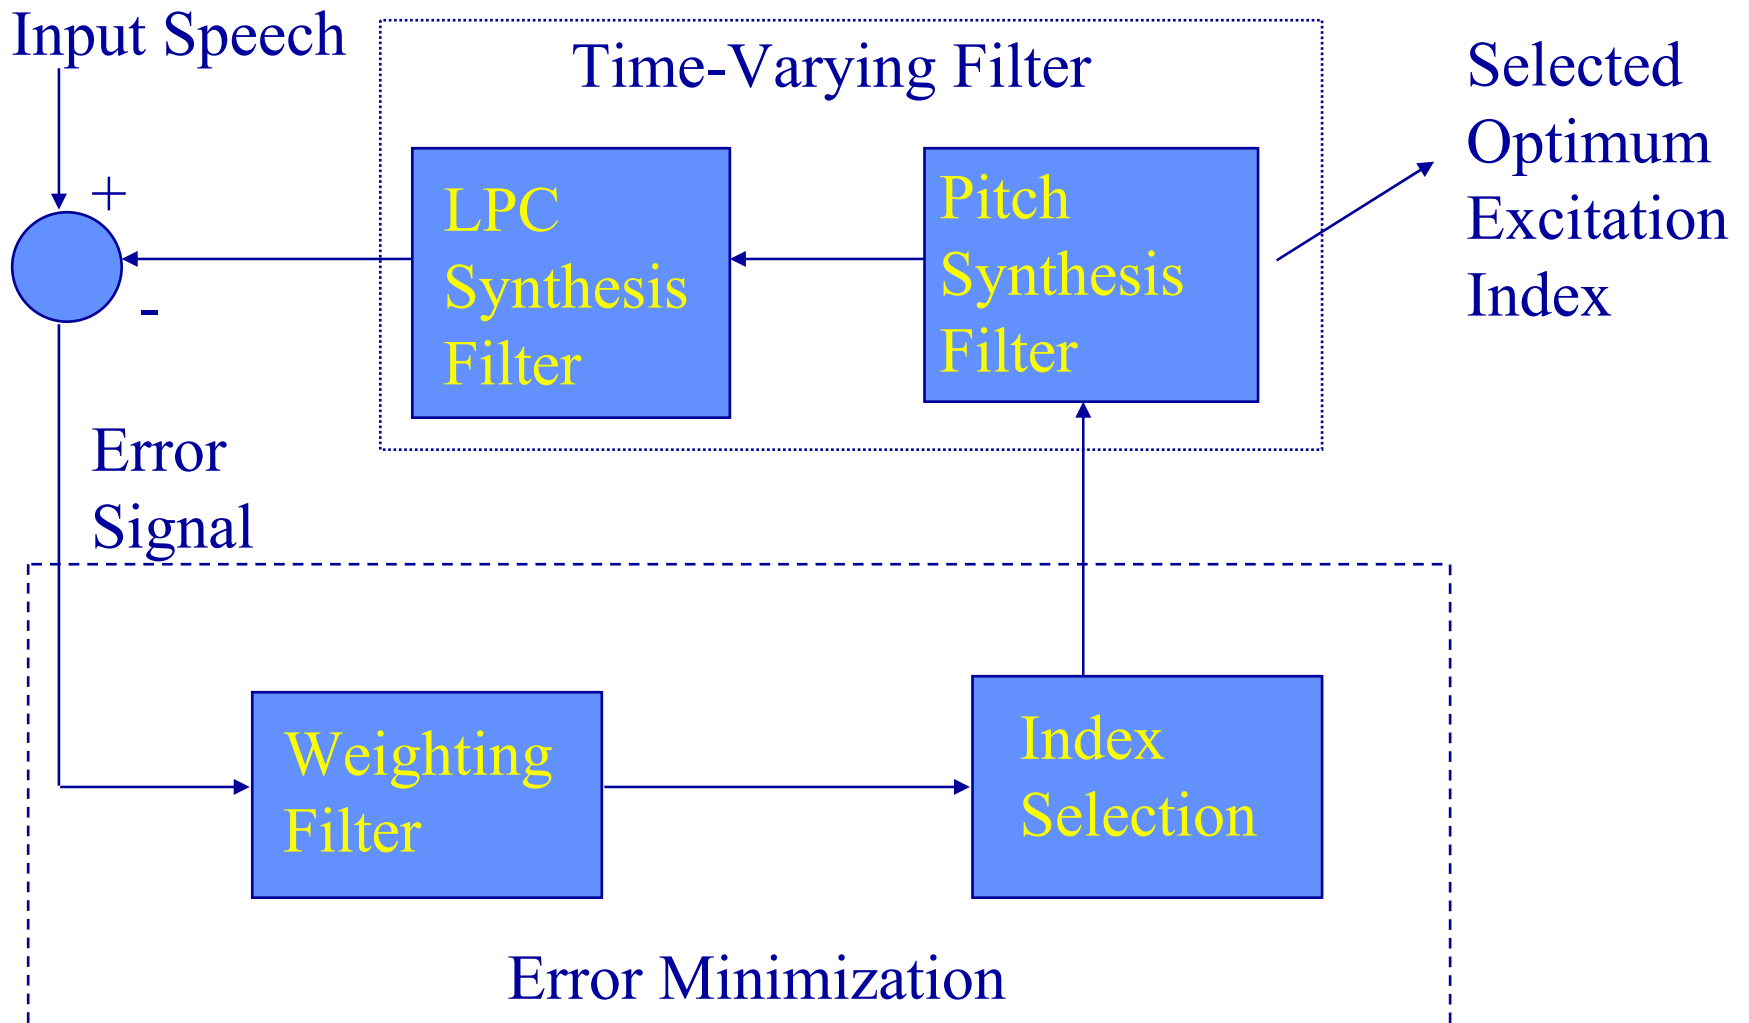 Input Speech
Time-Varying Filter
Selected
Optimum
Excitation
Index
+
-
LPC
Synthesis
Filter
Pitch
Synthesis
Filter
Error
Signal
Weighting
Filter
Index
Selection
Error Minimization